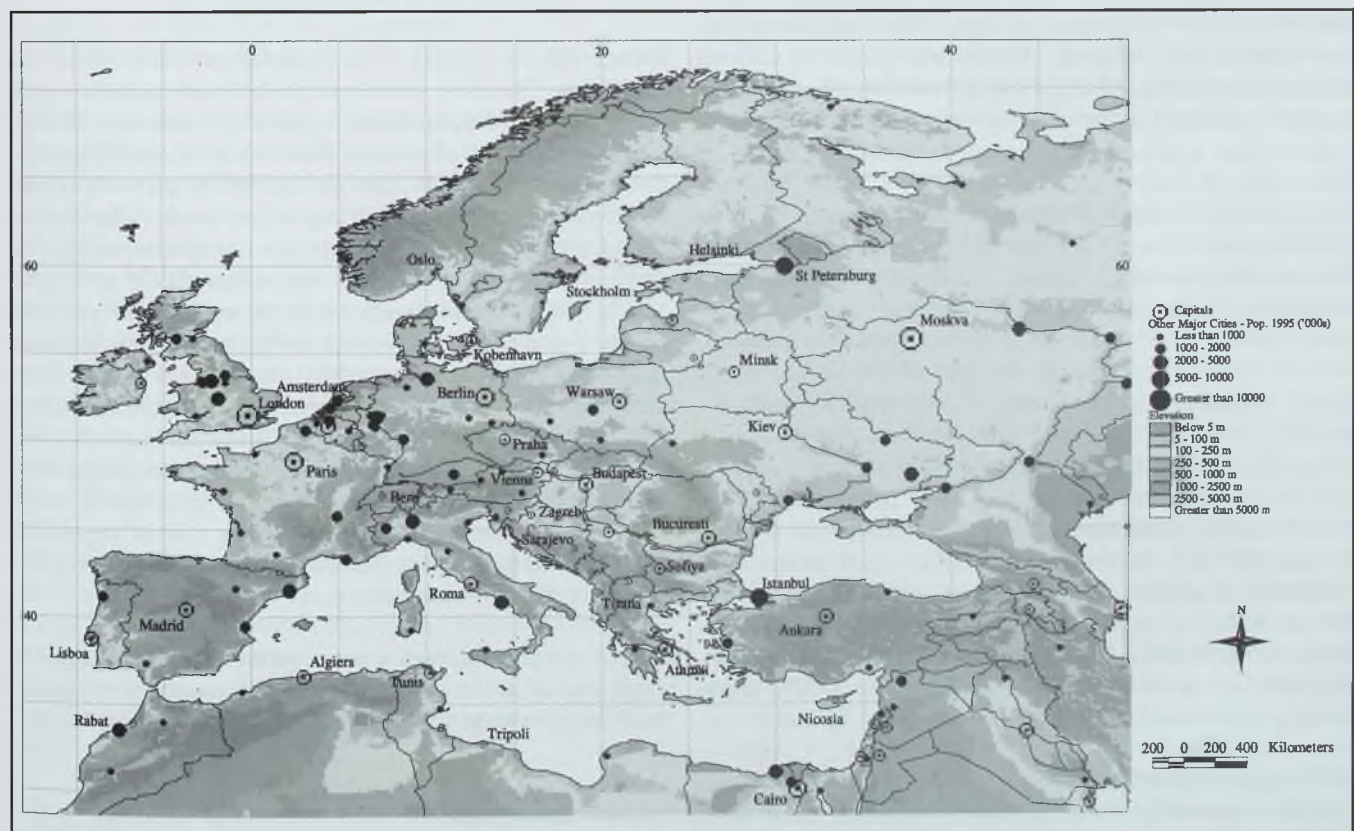 0 20 40
Oslo
Helsinki
60 St Petersburg 60
Stockholm
Moskva
Kobenhavn
Minsk
Amsterdam
Berlin
Warsaw
London
Kiev
Praha
Paris
Vienna
Budapest
Bern
Zagreb
Bucuresti
Sarajevo
Sofiya
Istanbul
Roma
Tirana
40 Madrid Ankara 40
Lisboa
Algiers
Tunis
Rabat
Nicosia
Tripoli
Cairo
Capitals
Other Major Cities - Pop. 1995 ('000s)
Less than 1000
1000 - 2000
2000 - 5000
5000- 10000
Greater than 10000
Elevation
Below 5 m
5 - 100 m
100 - 250 m
250 - 500 m
500 - 1000 m
1000 - 2500 m
2500 - 5000 m
Greater than 5000 m
N
200 0 200 400 Kilometers